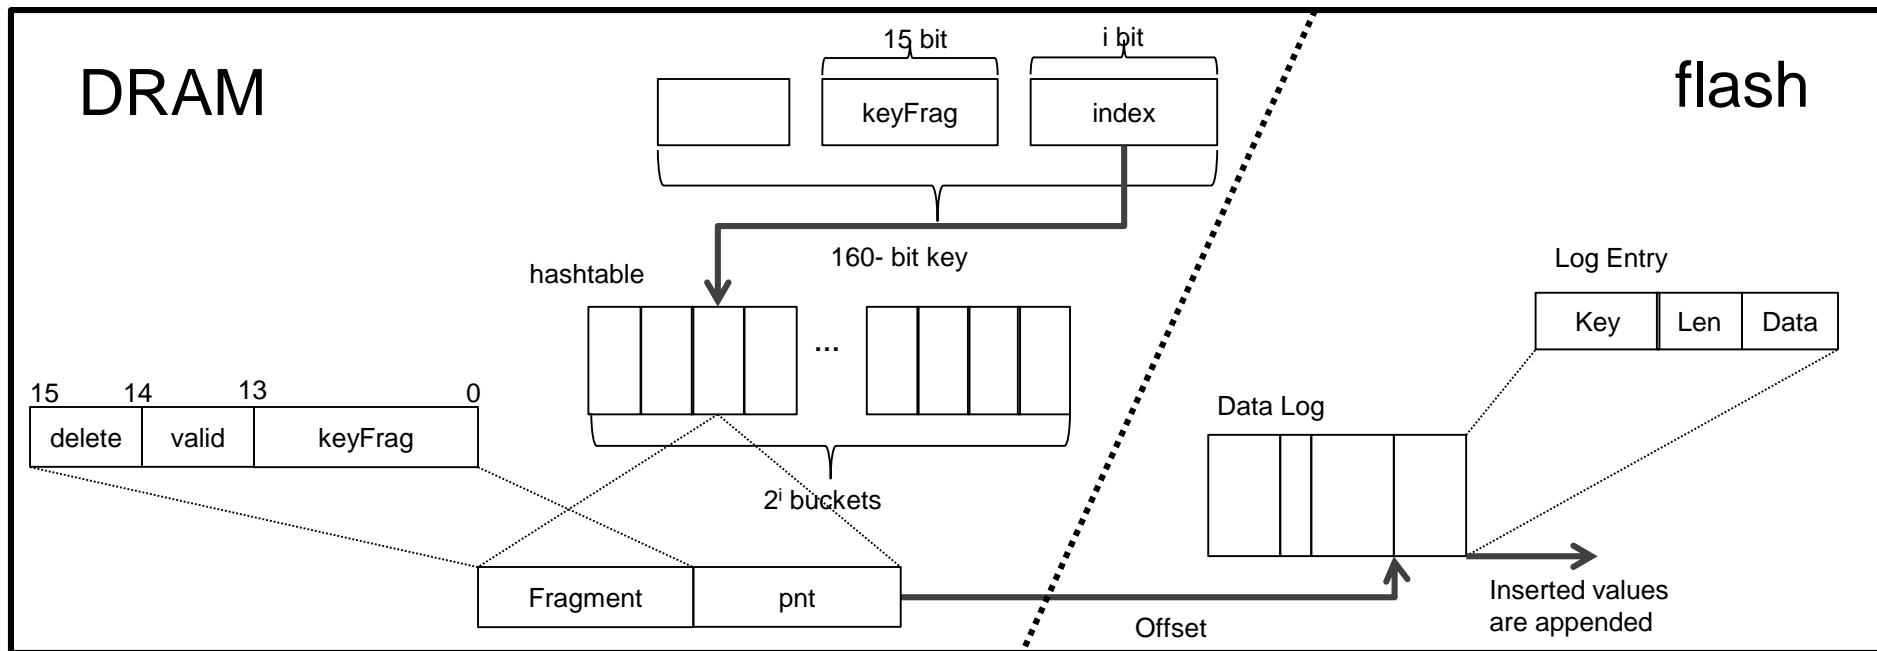 DRAM
15 bit
i bit
flash
keyFrag
index
160- bit key
hashtable
...
Log Entry
Key Len Data
15 14 13 0
delete valid keyFrag
Data Log
2ⁱ buckets
Fragment pnt
Offset
Inserted values
are appended